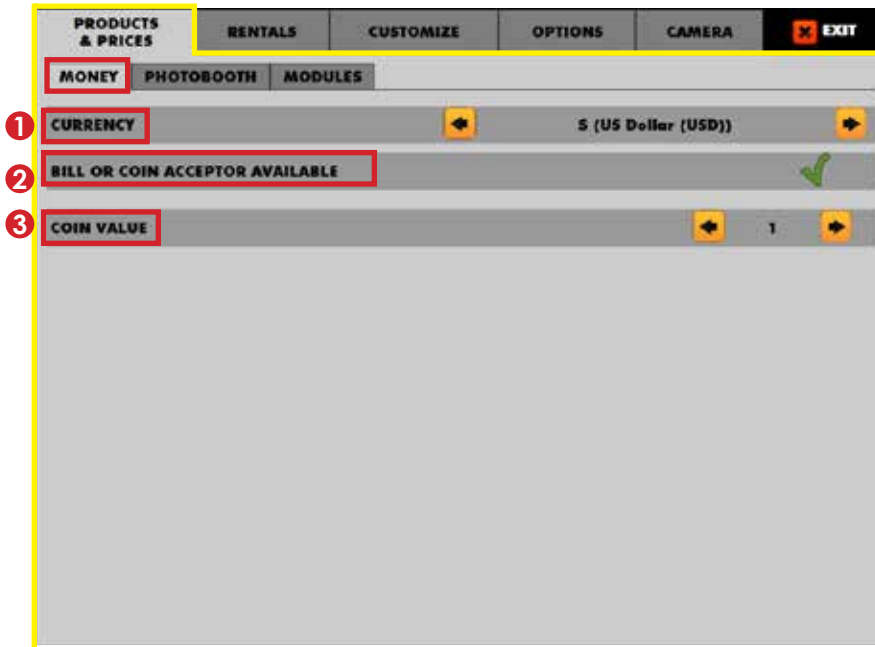 PRODUCTS
& PRICES
RENTALS
CUSTOMIZE
OPTIONS
CAMERA
X EXIT
MONEY
PHOTOBOOTH
MODULES
1 CURRENCY
$ (US Dollar (USD))
2 BILL OR COIN ACCEPTOR AVAILABLE
3 COIN VALUE
1